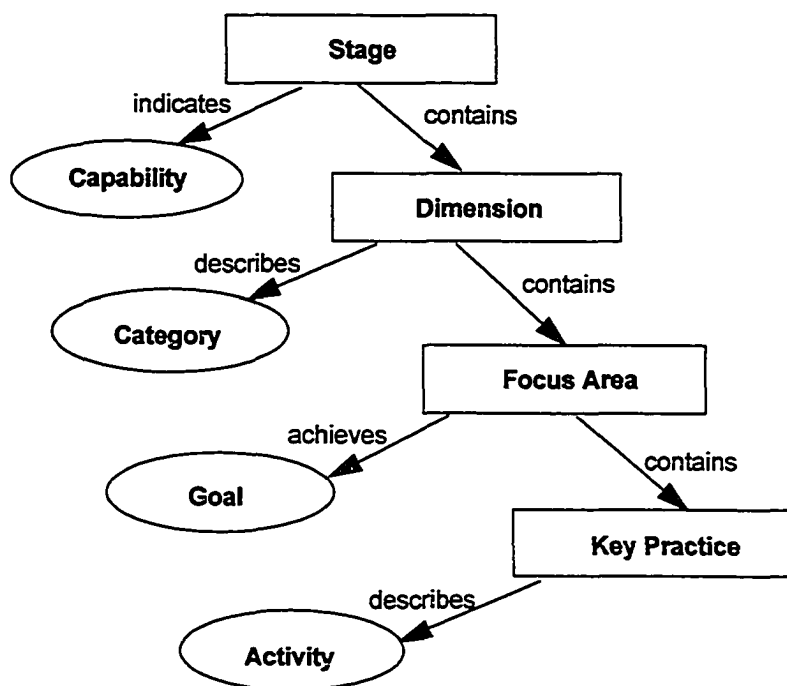 Stage
indicates
contains
Capability
Dimension
describes
contains
Category
Focus Area
achieves
contains
Goal
Key Practice
describes
Activity